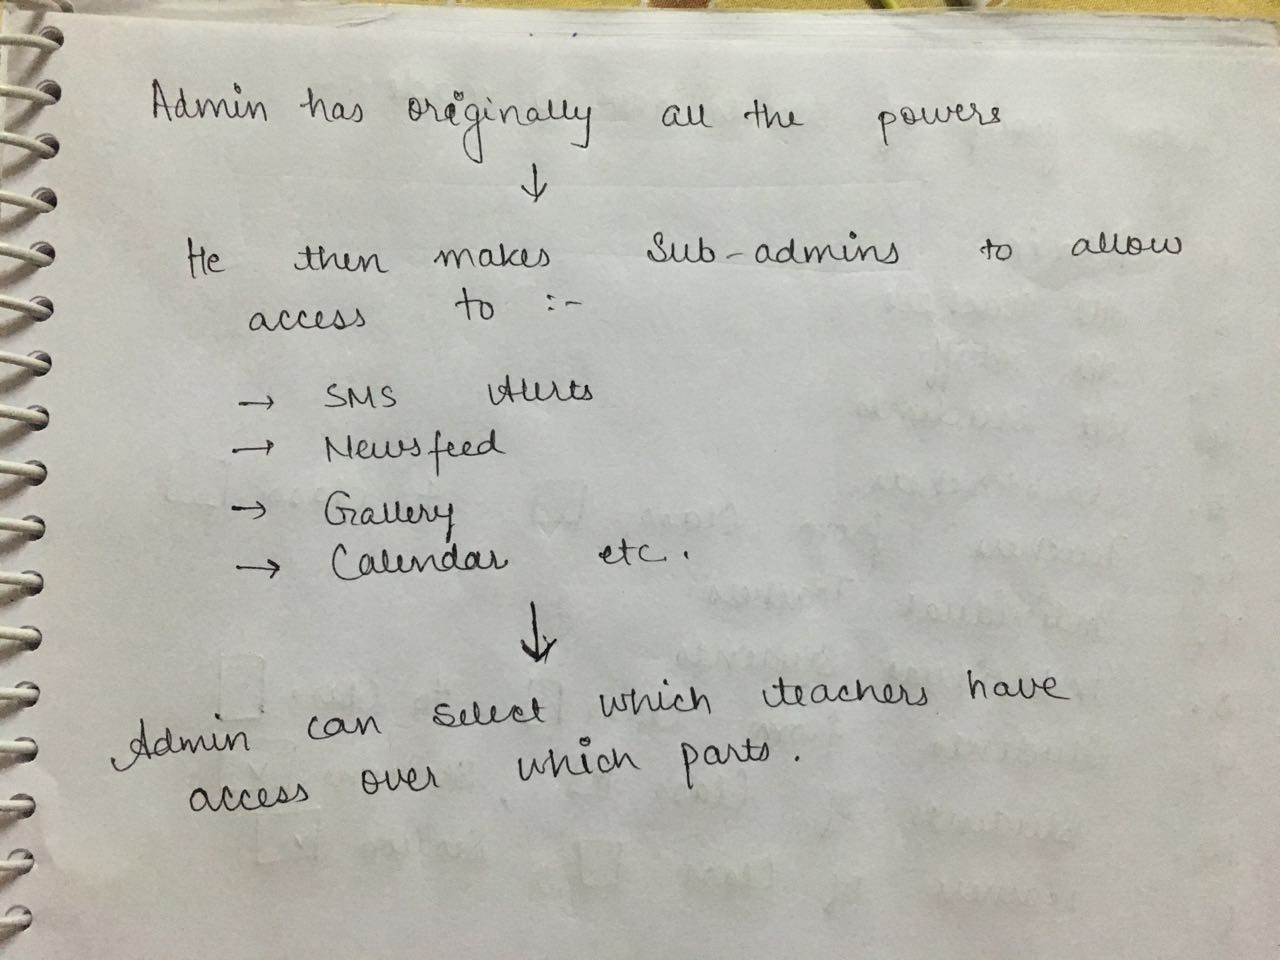 Admin has originally all the powers
↓
He then makes Sub-admins to allow
access to :-
→ SMS Alerts
→ Newsfeed
→ Gallery
→ Calendar etc.
↓
Admin can select which teachers have
access over which parts.